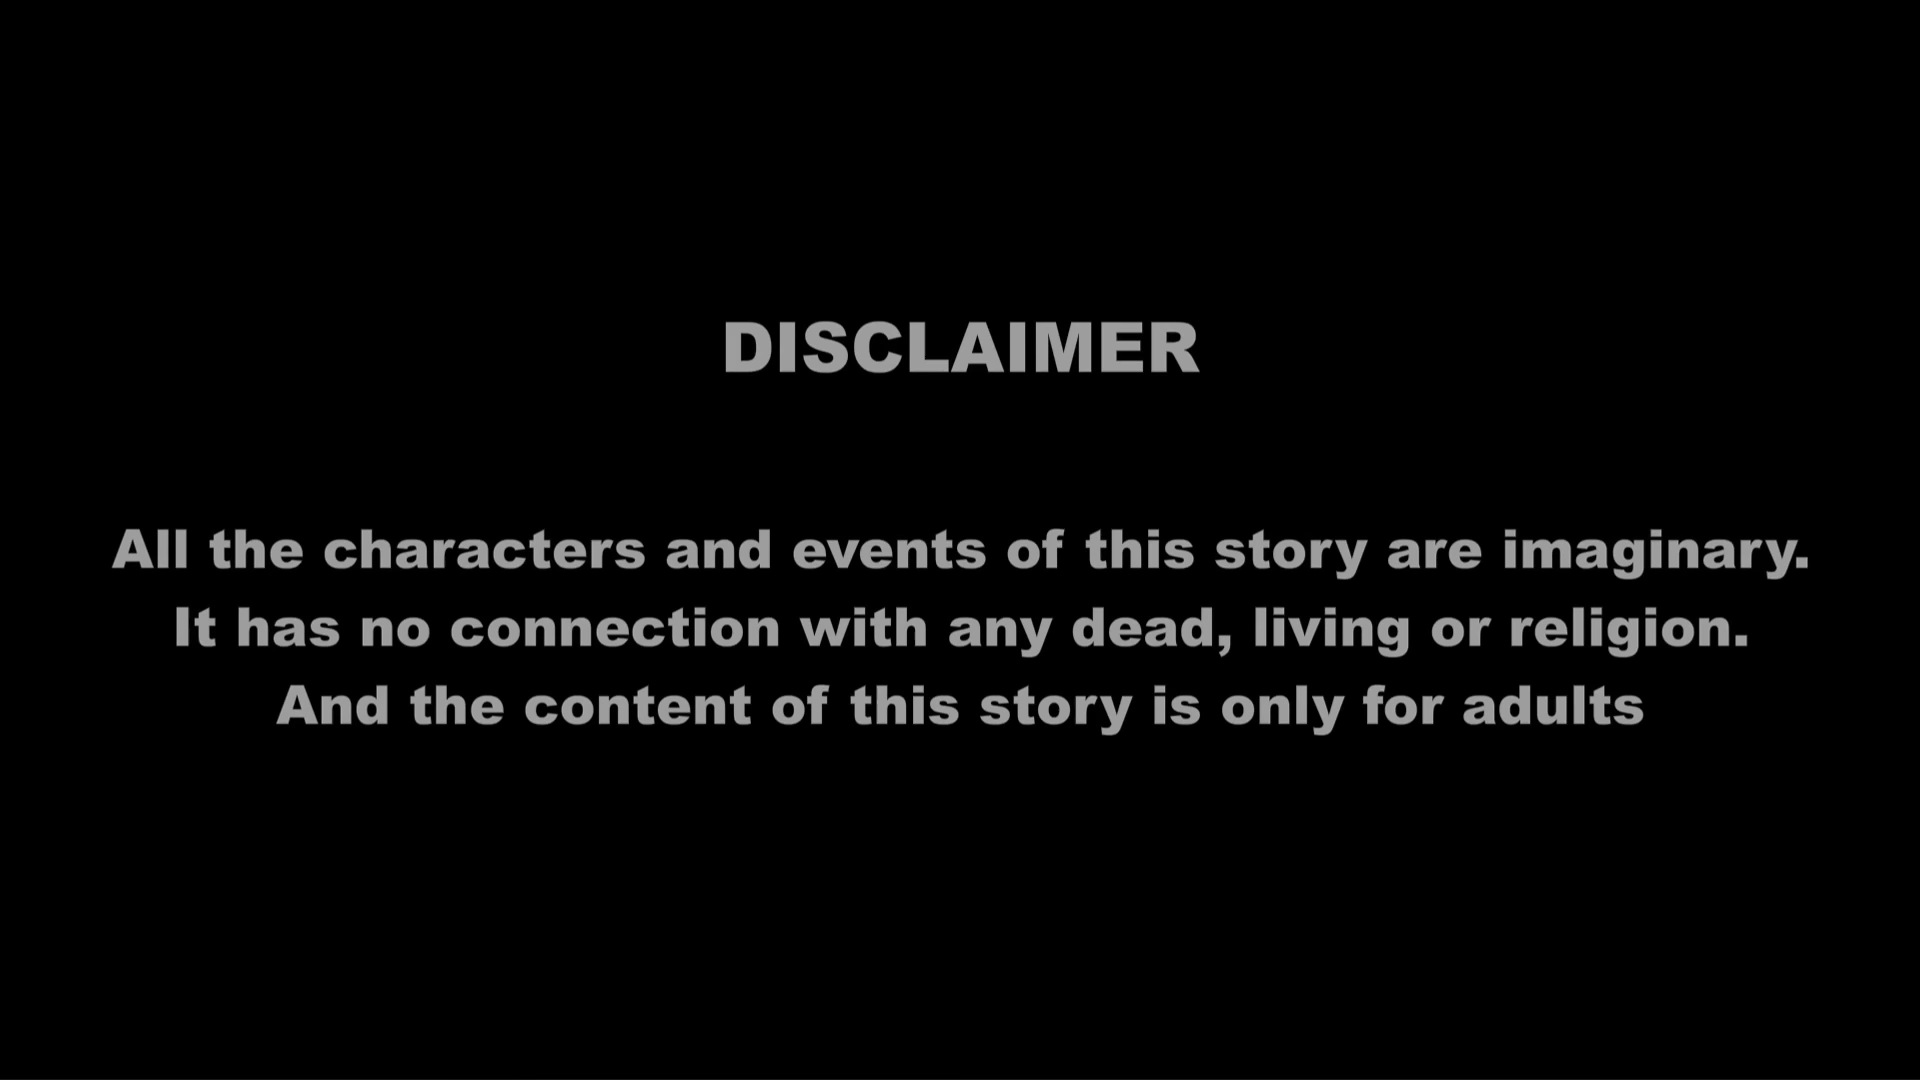 DISCLAIMER
All the characters and events of this story are imaginary.
It has no connection with any dead, living or religion.
And the content of this story is only for adults